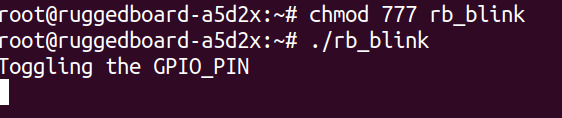 root@ruggedboard-a5d2x:~# chmod 777 rb_blink
root@ruggedboard-a5d2x:~# ./rb_blink
Toggling the GPIO_PIN